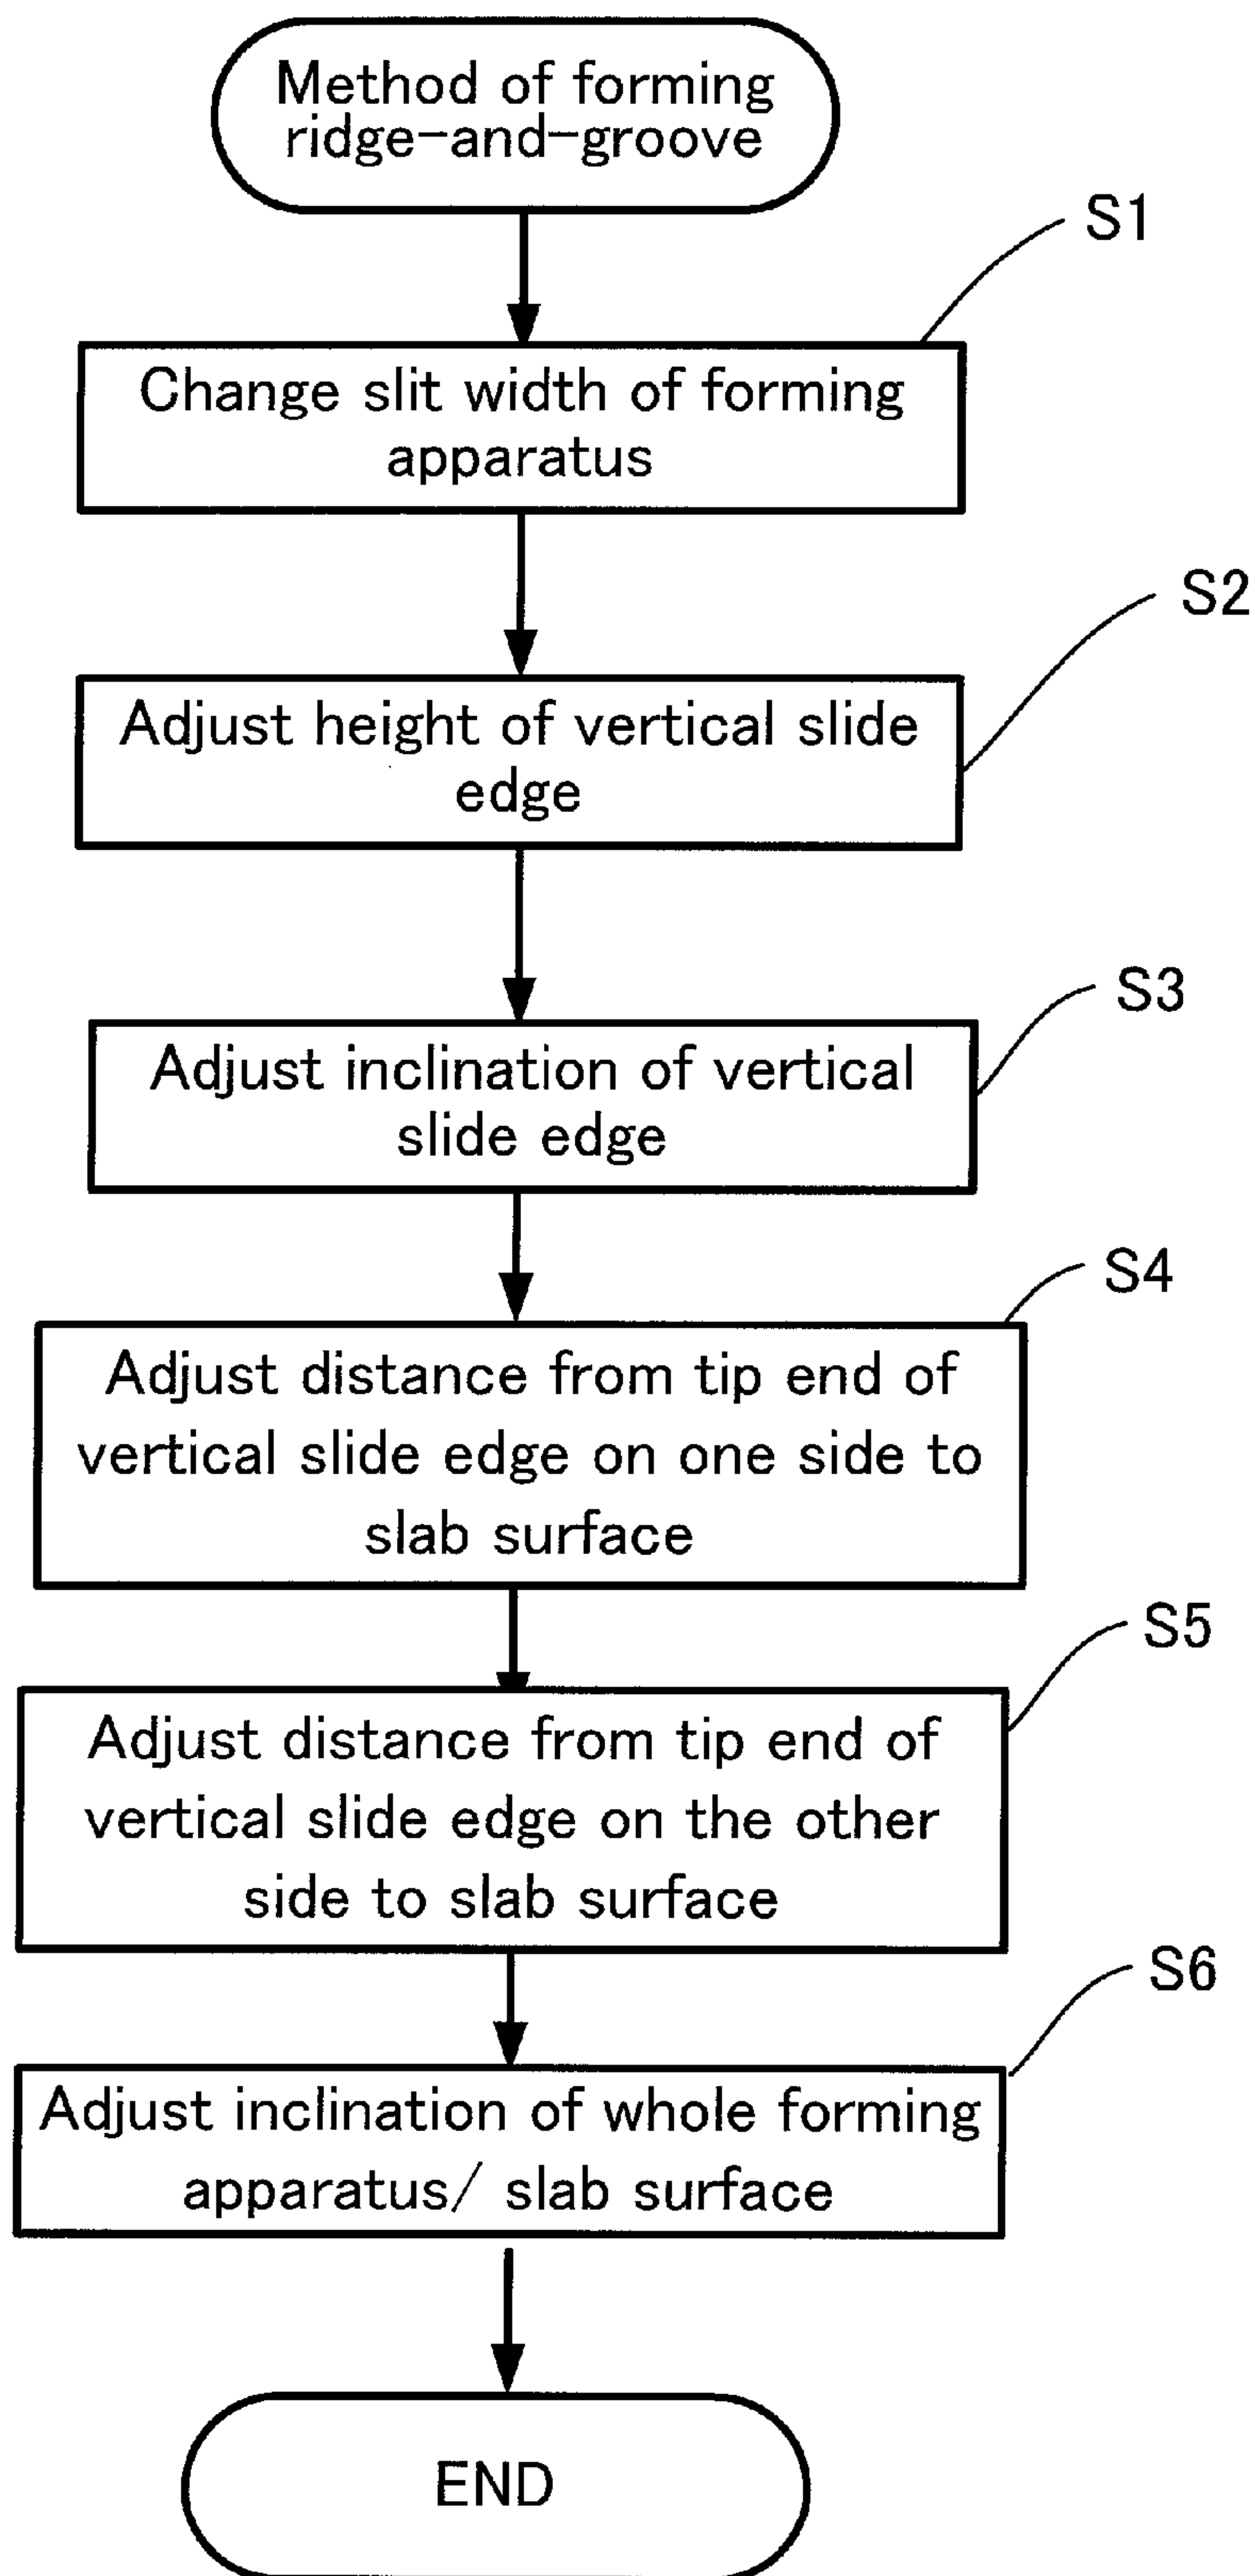 Method of forming
ridge-and-groove
S1
Change slit width of forming
apparatus
S2
Adjust height of vertical slide
edge
S3
Adjust inclination of vertical
slide edge
S4
Adjust distance from tip end of
vertical slide edge on one side to
slab surface
S5
Adjust distance from tip end of
vertical slide edge on the other
side to slab surface
S6
Adjust inclination of whole forming
apparatus/ slab surface
END